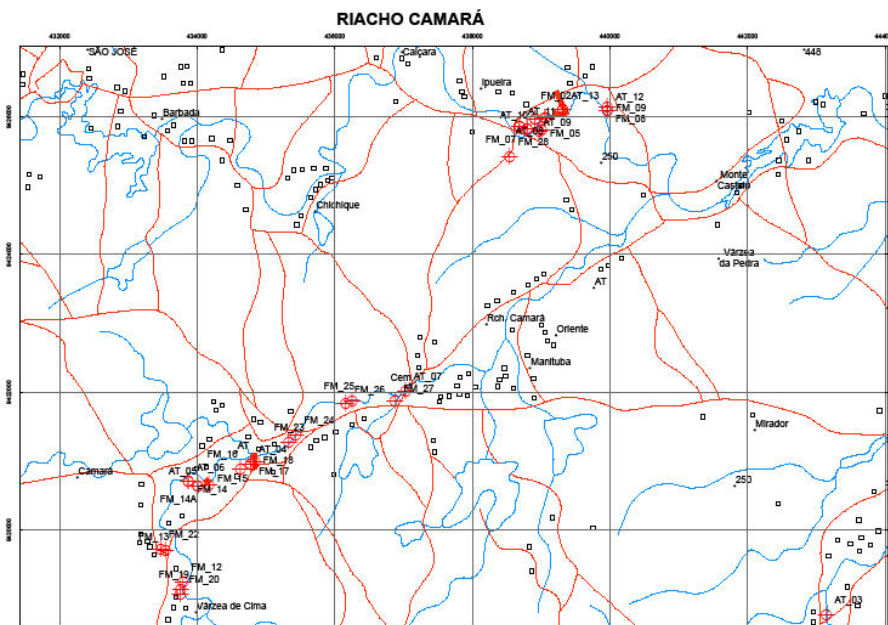 RIACHO CAMARÁ
432000
434000
436000
438000
440000
442000
SÃO JOSÉ
Caiçara
448
Ipueira
Barbada
FM_02
AT_13
AT_12
FM_09
FM_08
AT_11
AT_09
FM_05
FM_07
FM_28
250
Monte
Castelo
Chichique
Várzea
da Pedra
AT
Rch. Camará
Oriente
Manituba
AT_07
Cem
FM_27
FM_25
FM_26
FM_24
FM_23
Mirador
AT
AT_04
FM_16
FM_18
Camará
AT_05
AT_06
FM_17
FM_15
FM_14
FM_14A
250
FM_13
FM_22
FM_12
FM_19
FM_20
Várzea de Cima
AT_03